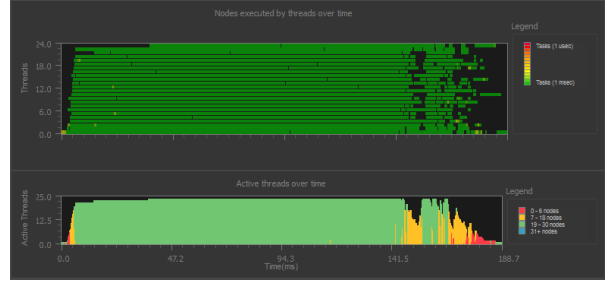 Nodes executed by threads over time
Legend
Threads
24.0
18.0
12.0
6.0
0.0
Tasks (1 usec)
Tasks (1 msec)
Active threads over time
Legend
Active Threads
25.0
12.5
0.0
0 - 6 nodes
7 - 18 nodes
19 - 30 nodes
31+ nodes
0.0 47.2 94.3 141.5 188.7
Time(ms)